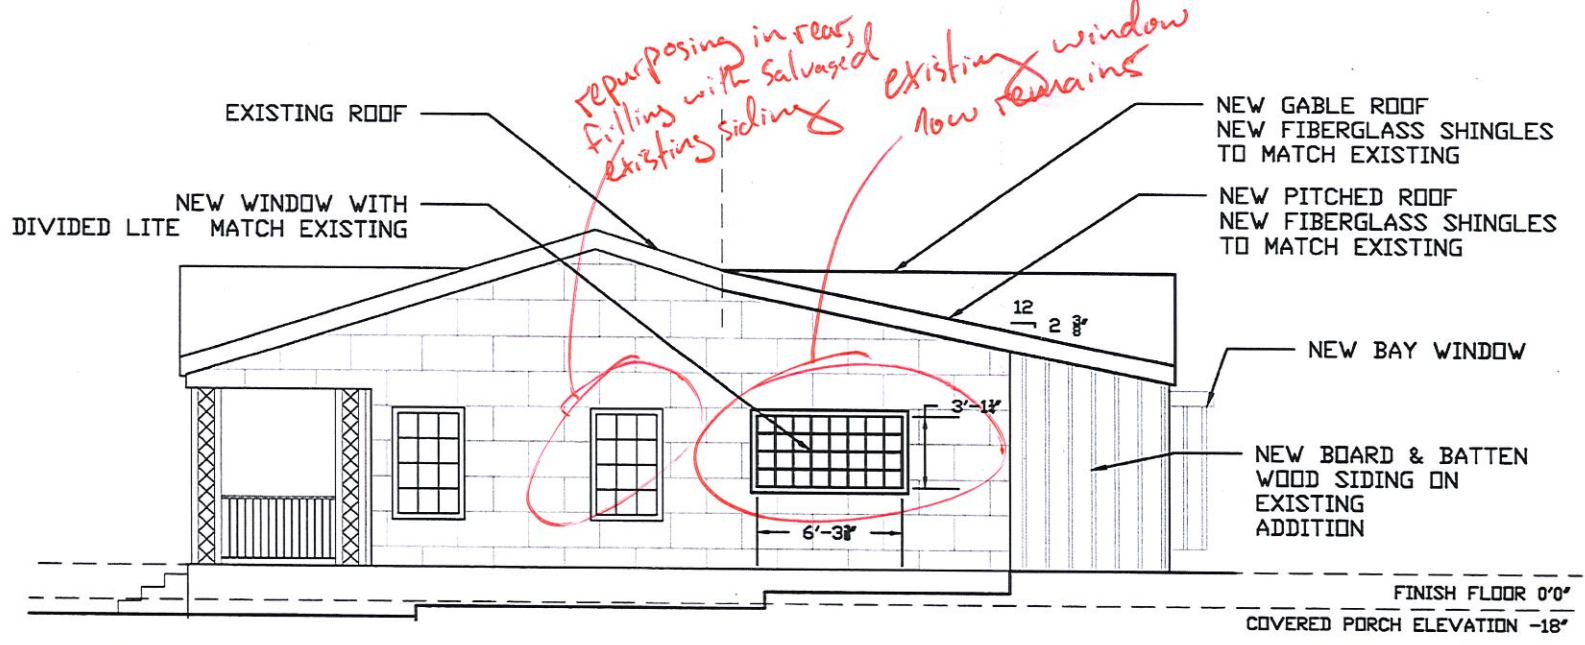 repurposing in rear,
filling with salvaged
existing siding
existing window
now remains
EXISTING ROOF
NEW WINDOW WITH
DIVIDED LITE MATCH EXISTING
NEW GABLE ROOF
NEW FIBERGLASS SHINGLES
TO MATCH EXISTING
NEW PITCHED ROOF
NEW FIBERGLASS SHINGLES
TO MATCH EXISTING
12
2 3/8"
NEW BAY WINDOW
3'-1
6'-3
NEW BOARD & BATTEN
WOOD SIDING ON
EXISTING
ADDITION
FINISH FLOOR 0'0"
COVERED PORCH ELEVATION -18"